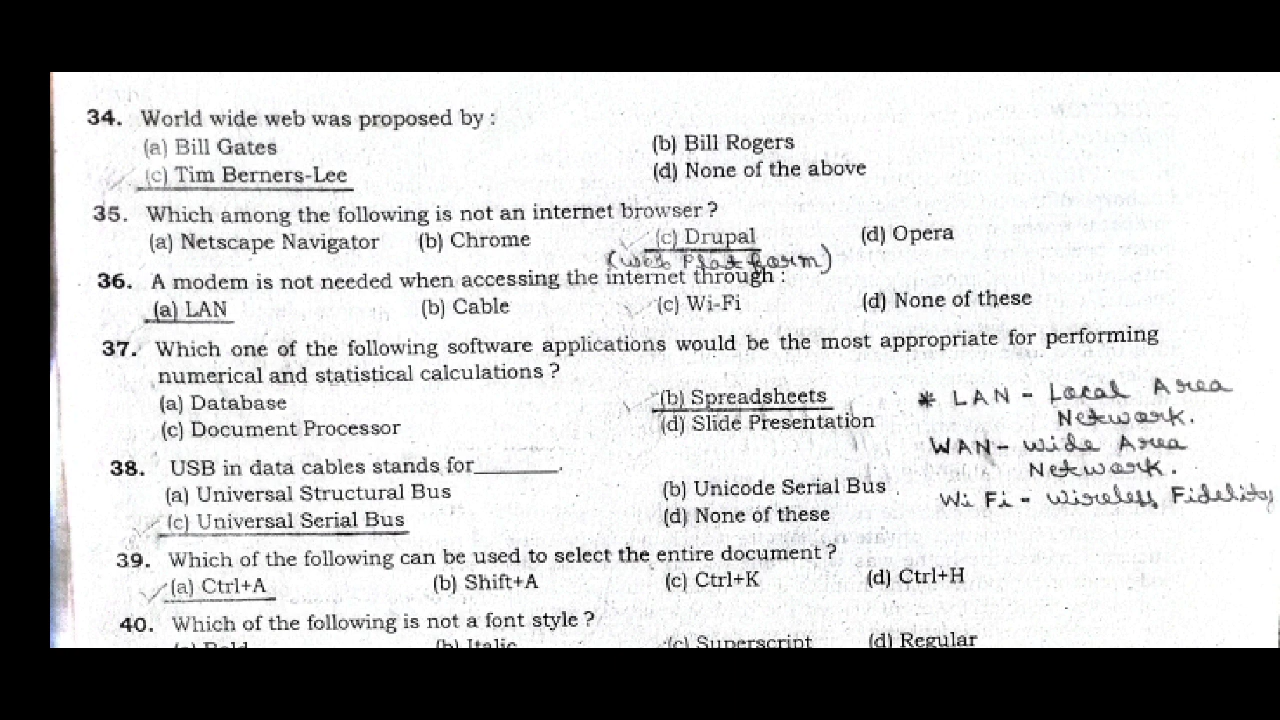 34. World wide web was proposed by :
(a) Bill Gates (b) Bill Rogers
(c) Tim Berners-Lee (d) None of the above
35. Which among the following is not an internet browser ?
(a) Netscape Navigator (b) Chrome (c) Drupal (d) Opera
(Web Platform)
36. A modem is not needed when accessing the internet through :
(a) LAN (b) Cable (c) Wi-Fi (d) None of these
37. Which one of the following software applications would be the most appropriate for performing
numerical and statistical calculations ?
(a) Database (b) Spreadsheets
(c) Document Processor (d) Slide Presentation
* LAN - Local Area
Network.
WAN - Wide Area
Network.
Wi Fi - Wireless Fidelity
38. USB in data cables stands for________.
(a) Universal Structural Bus (b) Unicode Serial Bus
(c) Universal Serial Bus (d) None of these
39. Which of the following can be used to select the entire document ?
(a) Ctrl+A (b) Shift+A (c) Ctrl+K (d) Ctrl+H
40. Which of the following is not a font style ?
(a) Bold (b) Italic (c) Superscript (d) Regular